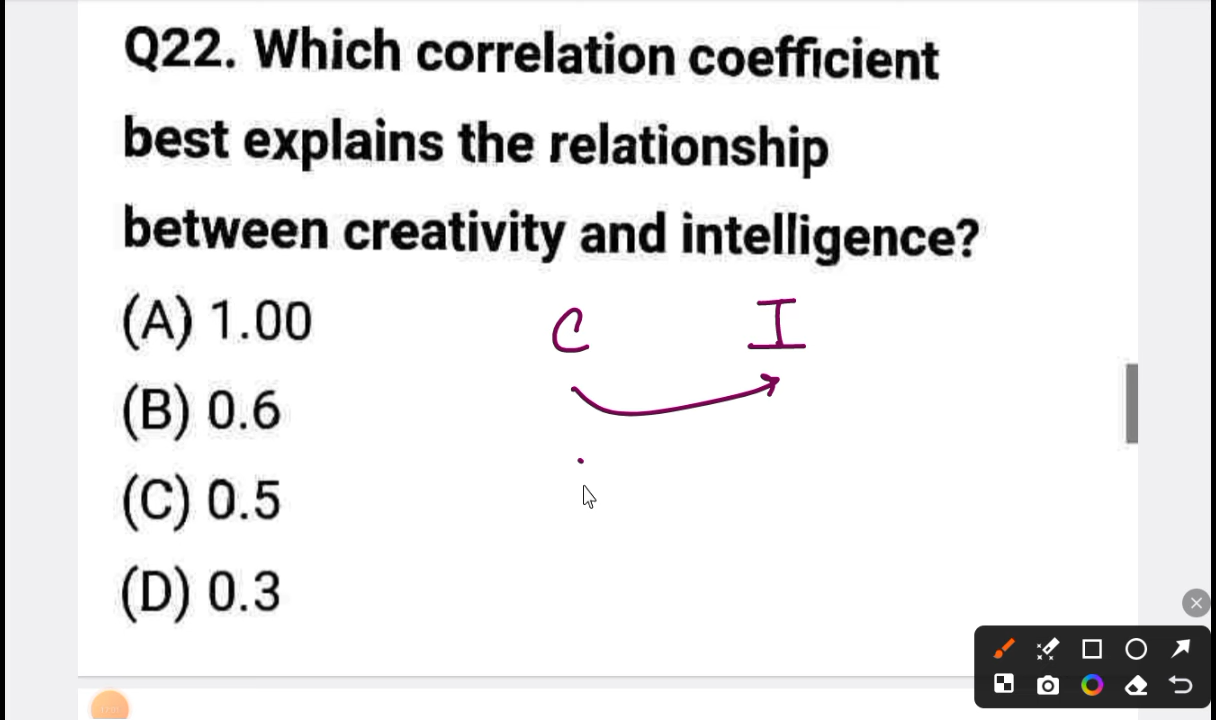 Q22. Which correlation coefficient
best explains the relationship
between creativity and intelligence?
(A) 1.00
C I
(B) 0.6
(C) 0.5
(D) 0.3